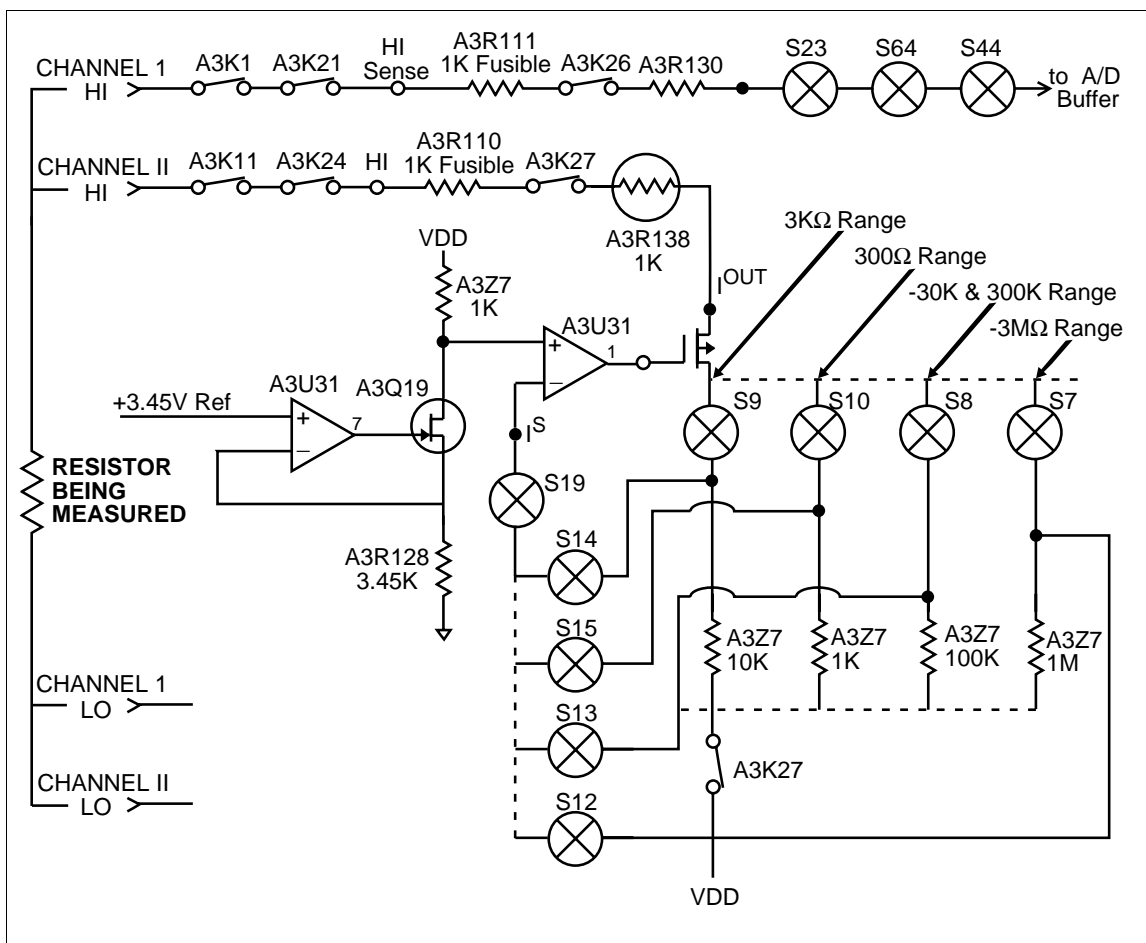 CHANNEL 1
HI
A3K1
A3K21
HI
Sense
A3R111
1K Fusible
A3K26
A3R130
S23
S64
S44
to A/D
Buffer
CHANNEL II
HI
A3K11
A3K24
HI
A3R110
1K Fusible
A3K27
A3R138
1K
3KΩ Range
300Ω Range
-30K & 300K Range
-3MΩ Range
VDD
A3Z7
1K
IOUT
A3U31
+
−
1
A3U31
+3.45V Ref
+
−
7
A3Q19
S9
S10
S8
S7
IS
S19
RESISTOR
BEING
MEASURED
A3R128
3.45K
S14
S15
S13
S12
A3Z7
10K
A3Z7
1K
A3Z7
100K
A3Z7
1M
A3K27
VDD
CHANNEL 1
LO
CHANNEL II
LO